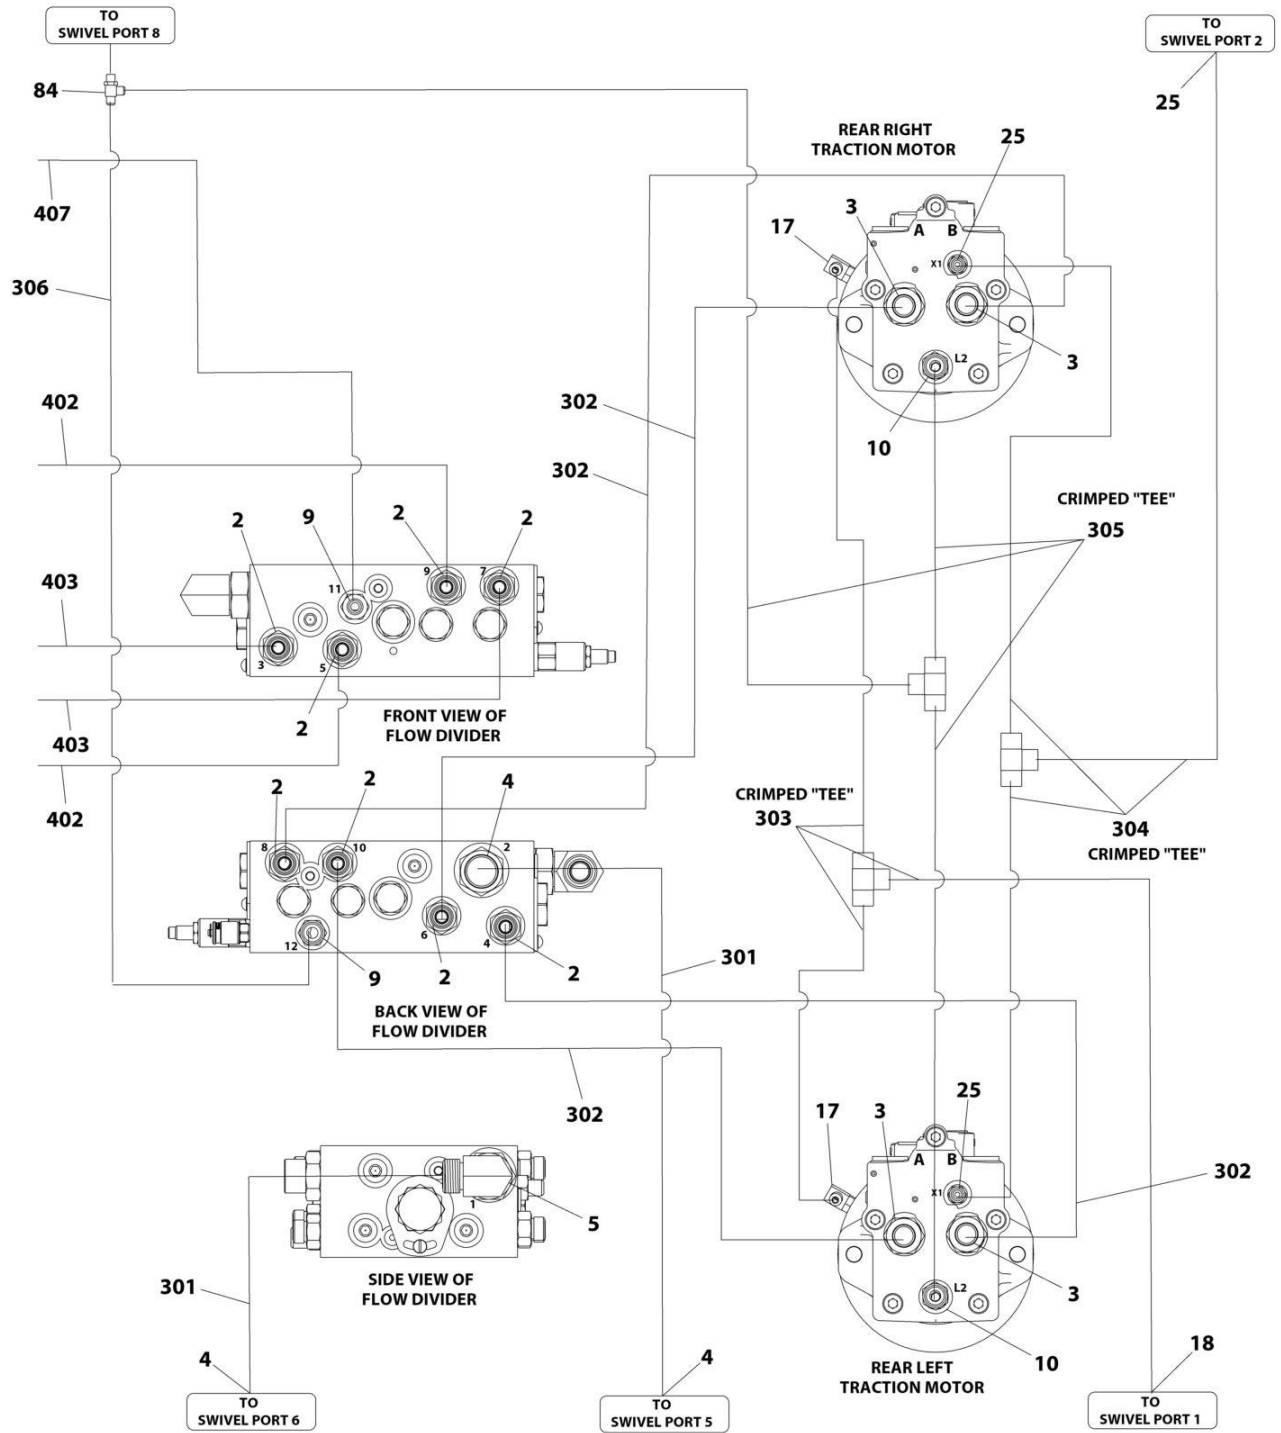 TO
SWIVEL PORT 8
TO
SWIVEL PORT 2
84
25
REAR RIGHT
TRACTION MOTOR
25
407
17
3
A B
X1
306
3
L2
402
302
10
302
CRIMPED "TEE"
305
2
9
2
2
9
7
11
403
3
5
2
FRONT VIEW OF
FLOW DIVIDER
403
2
2
4
CRIMPED "TEE"
303
402
304
CRIMPED "TEE"
8
10
2
6
4
12
9
2
2
301
BACK VIEW OF
FLOW DIVIDER
302
17
3
25
A B
302
X1
1
5
SIDE VIEW OF
FLOW DIVIDER
301
L2
3
4
4
10
18
REAR LEFT
TRACTION MOTOR
TO
SWIVEL PORT 6
TO
SWIVEL PORT 5
TO
SWIVEL PORT 1